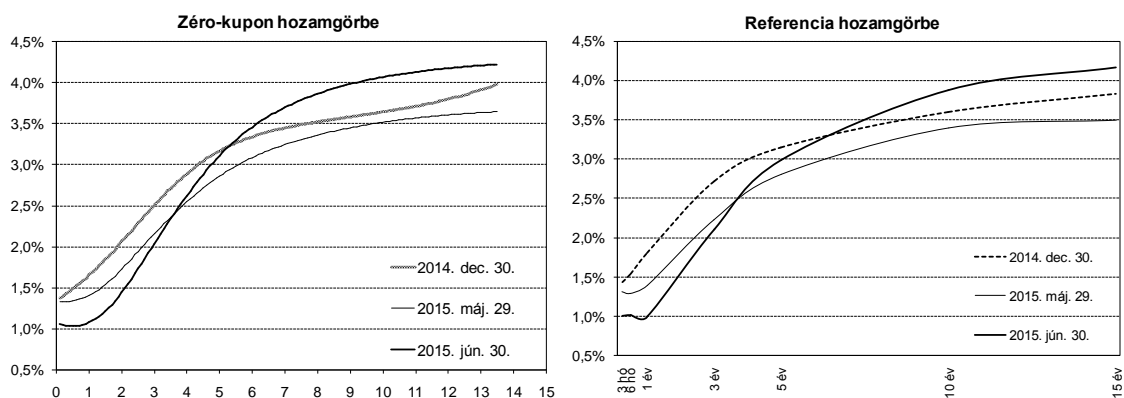 Zéro-kupon hozamgörbe
4,5%
4,0%
3,5%
3,0%
2,5%
2,0%
1,5%
1,0%
0,5%
0 1 2 3 4 5 6 7 8 9 10 11 12 13 14 15
2014. dec. 30.
2015. máj. 29.
2015. jún. 30.
Referencia hozamgörbe
4,5%
4,0%
3,5%
3,0%
2,5%
2,0%
1,5%
1,0%
0,5%
3 hó
6 hó
1 év
3 év
5 év
10 év
15 év
2014. dec. 30.
2015. máj. 29.
2015. jún. 30.